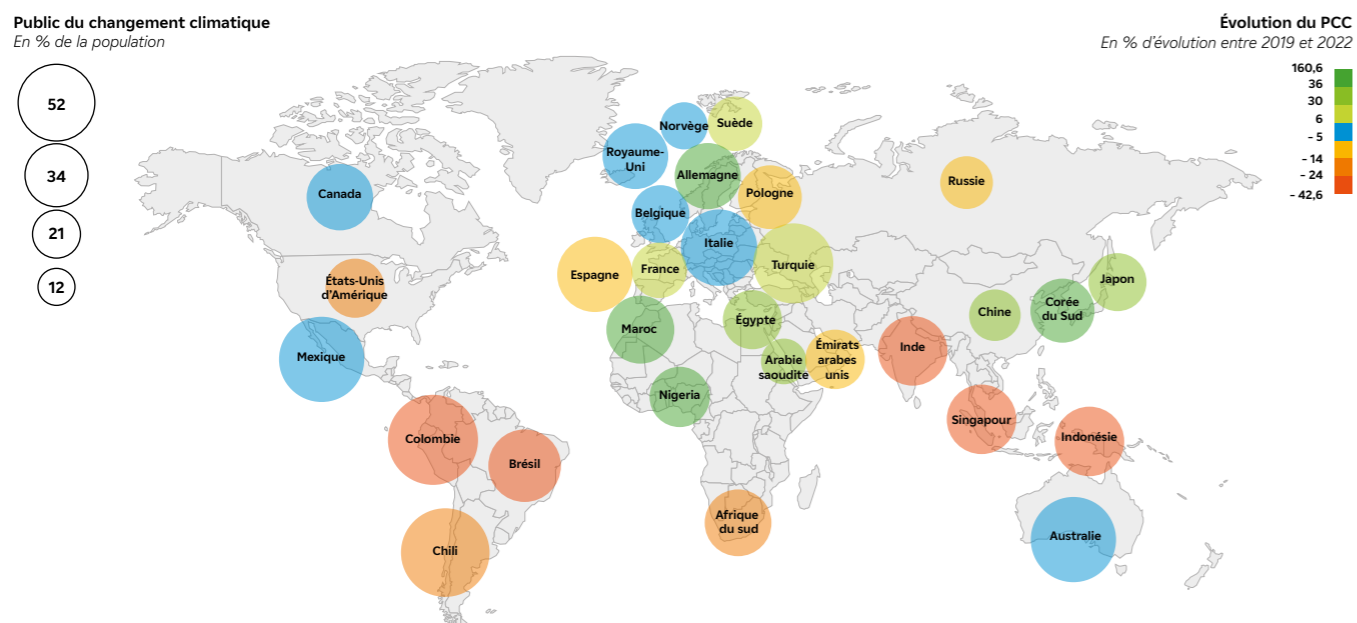 Public du changement climatique
En % de la population
52
34
21
12
Évolution du PCC
En % d'évolution entre 2019 et 2022
160,6
36
30
6
- 5
- 14
- 24
- 42,6
Norvège
Suède
Royaume-
Uni
Allemagne
Pologne
Russie
Canada
Belgique
Italie
Espagne
France
Turquie
États-Unis
d'Amérique
Japon
Chine
Corée
du Sud
Maroc
Égypte
Mexique
Arabie
saoudite
Émirats
arabes
unis
Inde
Nigeria
Colombie
Brésil
Singapour
Indonésie
Afrique
du sud
Australie
Chili